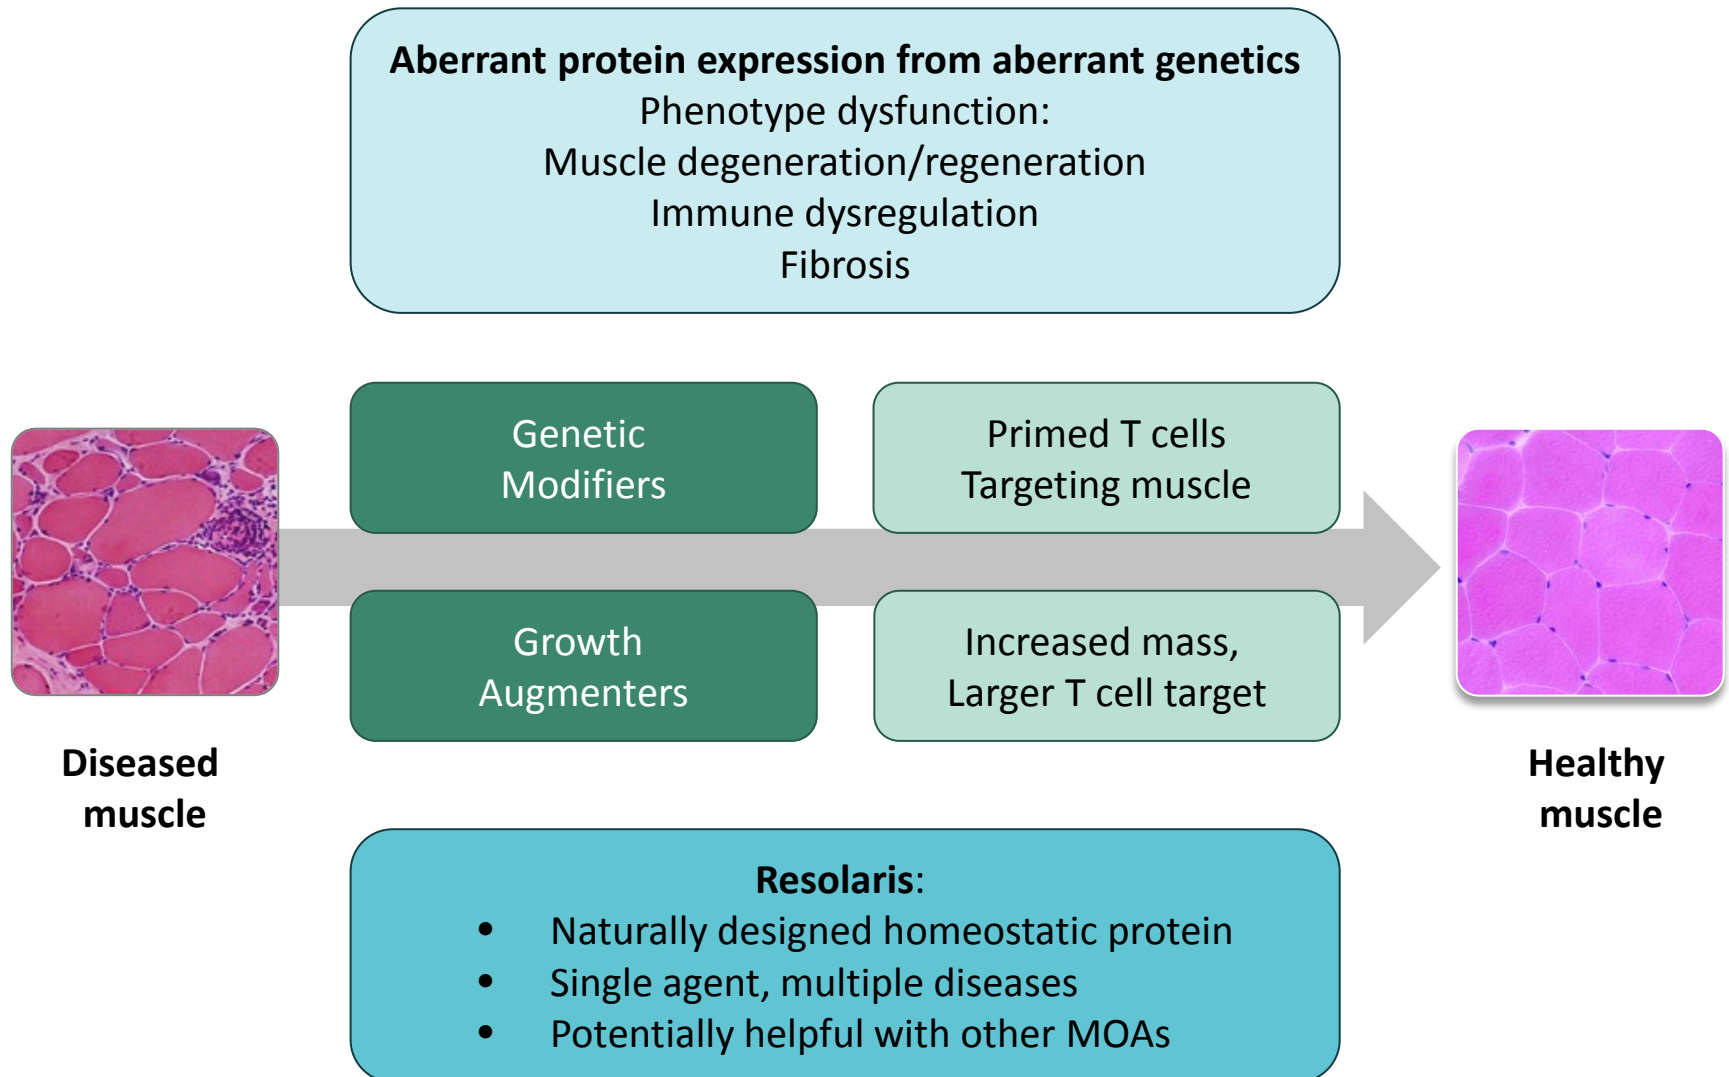 Aberrant protein expression from aberrant genetics
Phenotype dysfunction:
Muscle degeneration/regeneration
Immune dysregulation
Fibrosis
Genetic
Modifiers
Primed T cells
Targeting muscle
Growth
Augmenters
Increased mass,
Larger T cell target
Diseased
muscle
Healthy
muscle
Resolaris:
• Naturally designed homeostatic protein
• Single agent, multiple diseases
• Potentially helpful with other MOAs